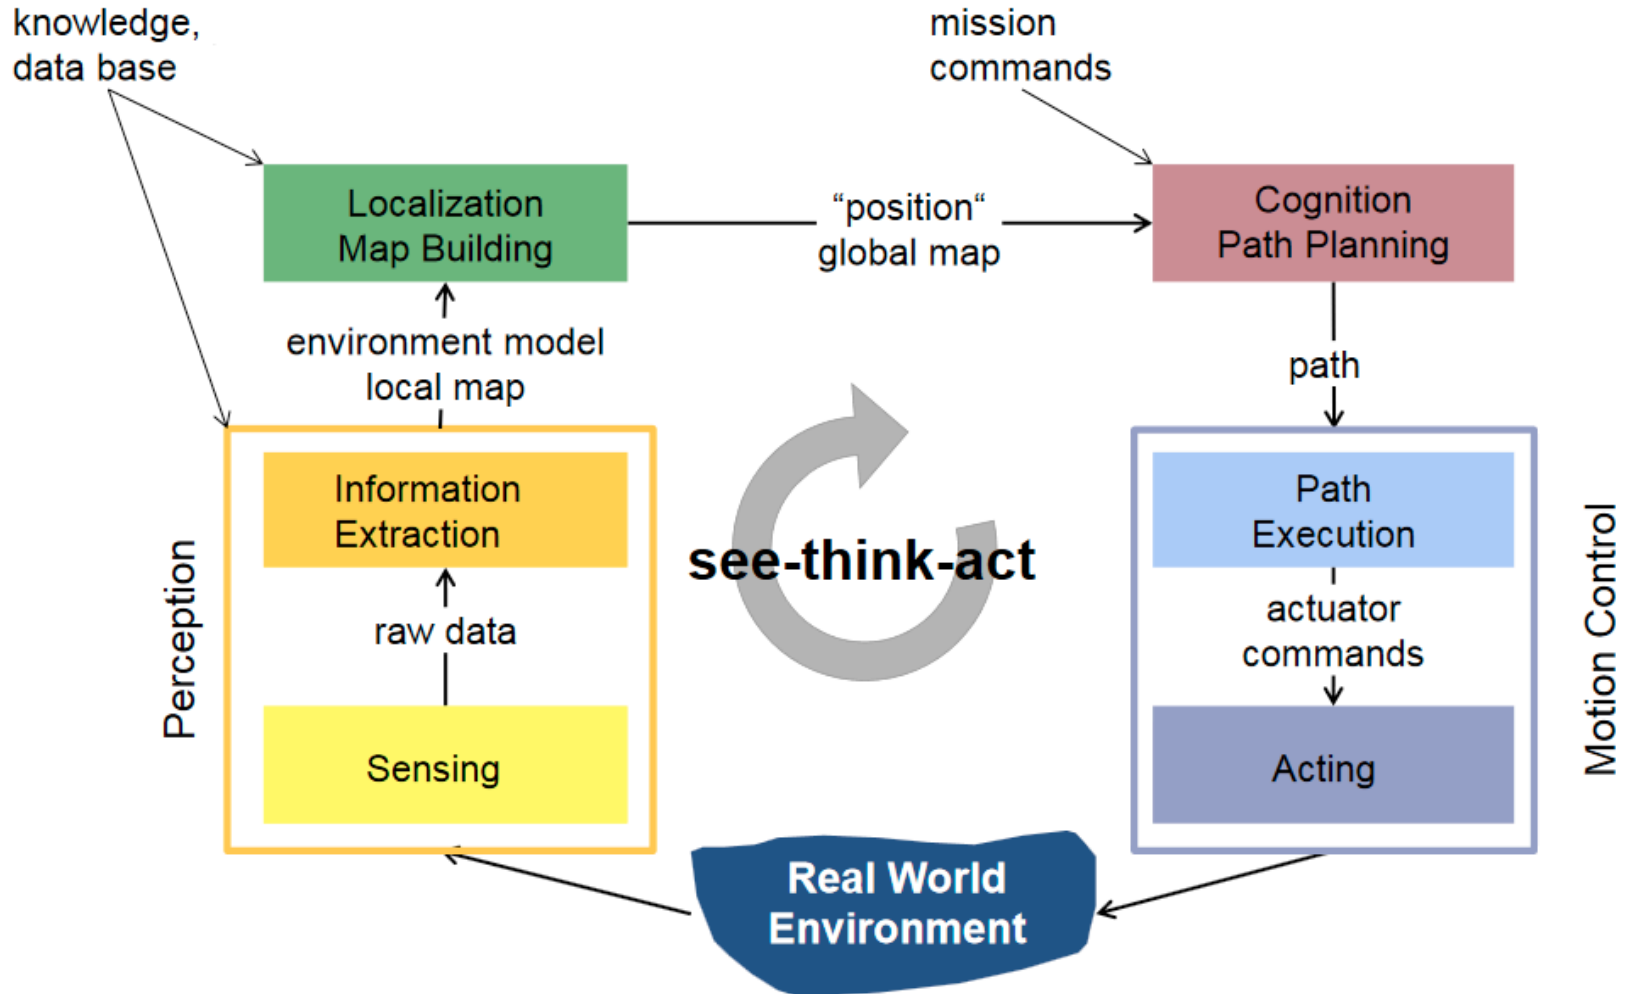 knowledge,
data base
mission
commands
Localization
Map Building
“position“
global map
Cognition
Path Planning
environment model
local map
path
Information
Extraction
Path
Execution
see-think-act
Perception
raw data
actuator
commands
Motion Control
Sensing
Acting
Real World
Environment